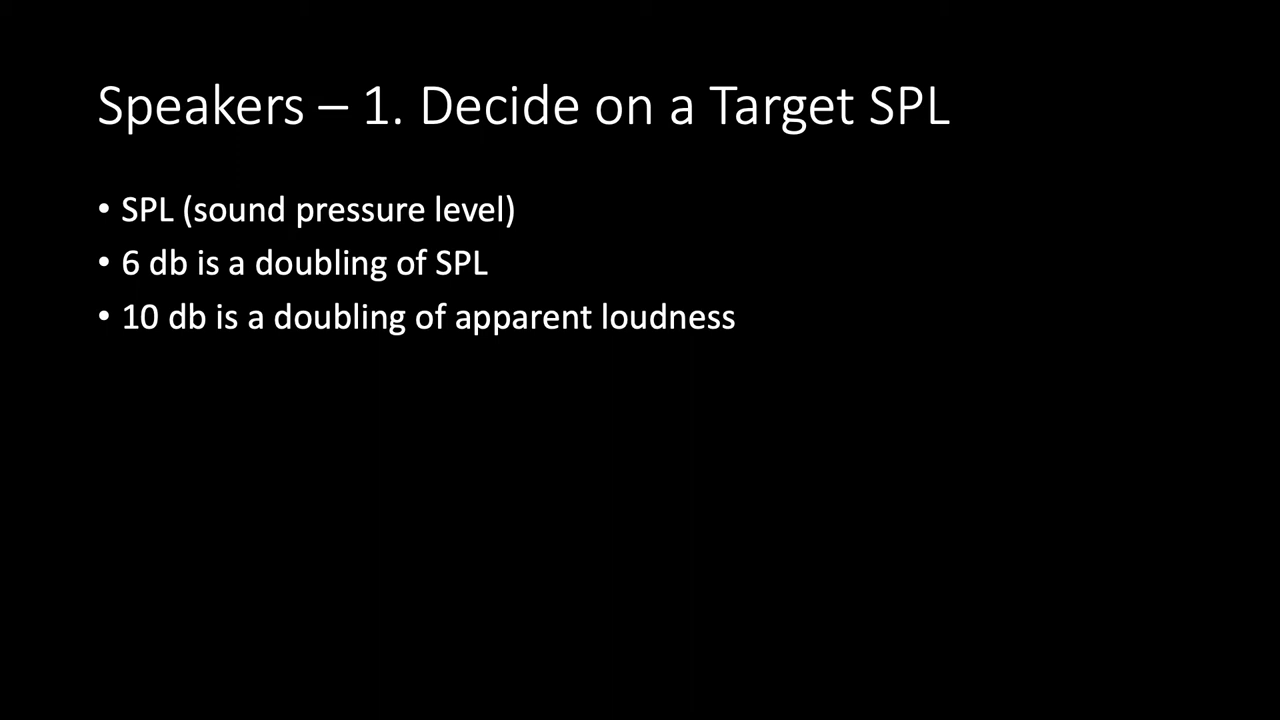 Speakers – 1. Decide on a Target SPL
• SPL (sound pressure level)
• 6 db is a doubling of SPL
• 10 db is a doubling of apparent loudness